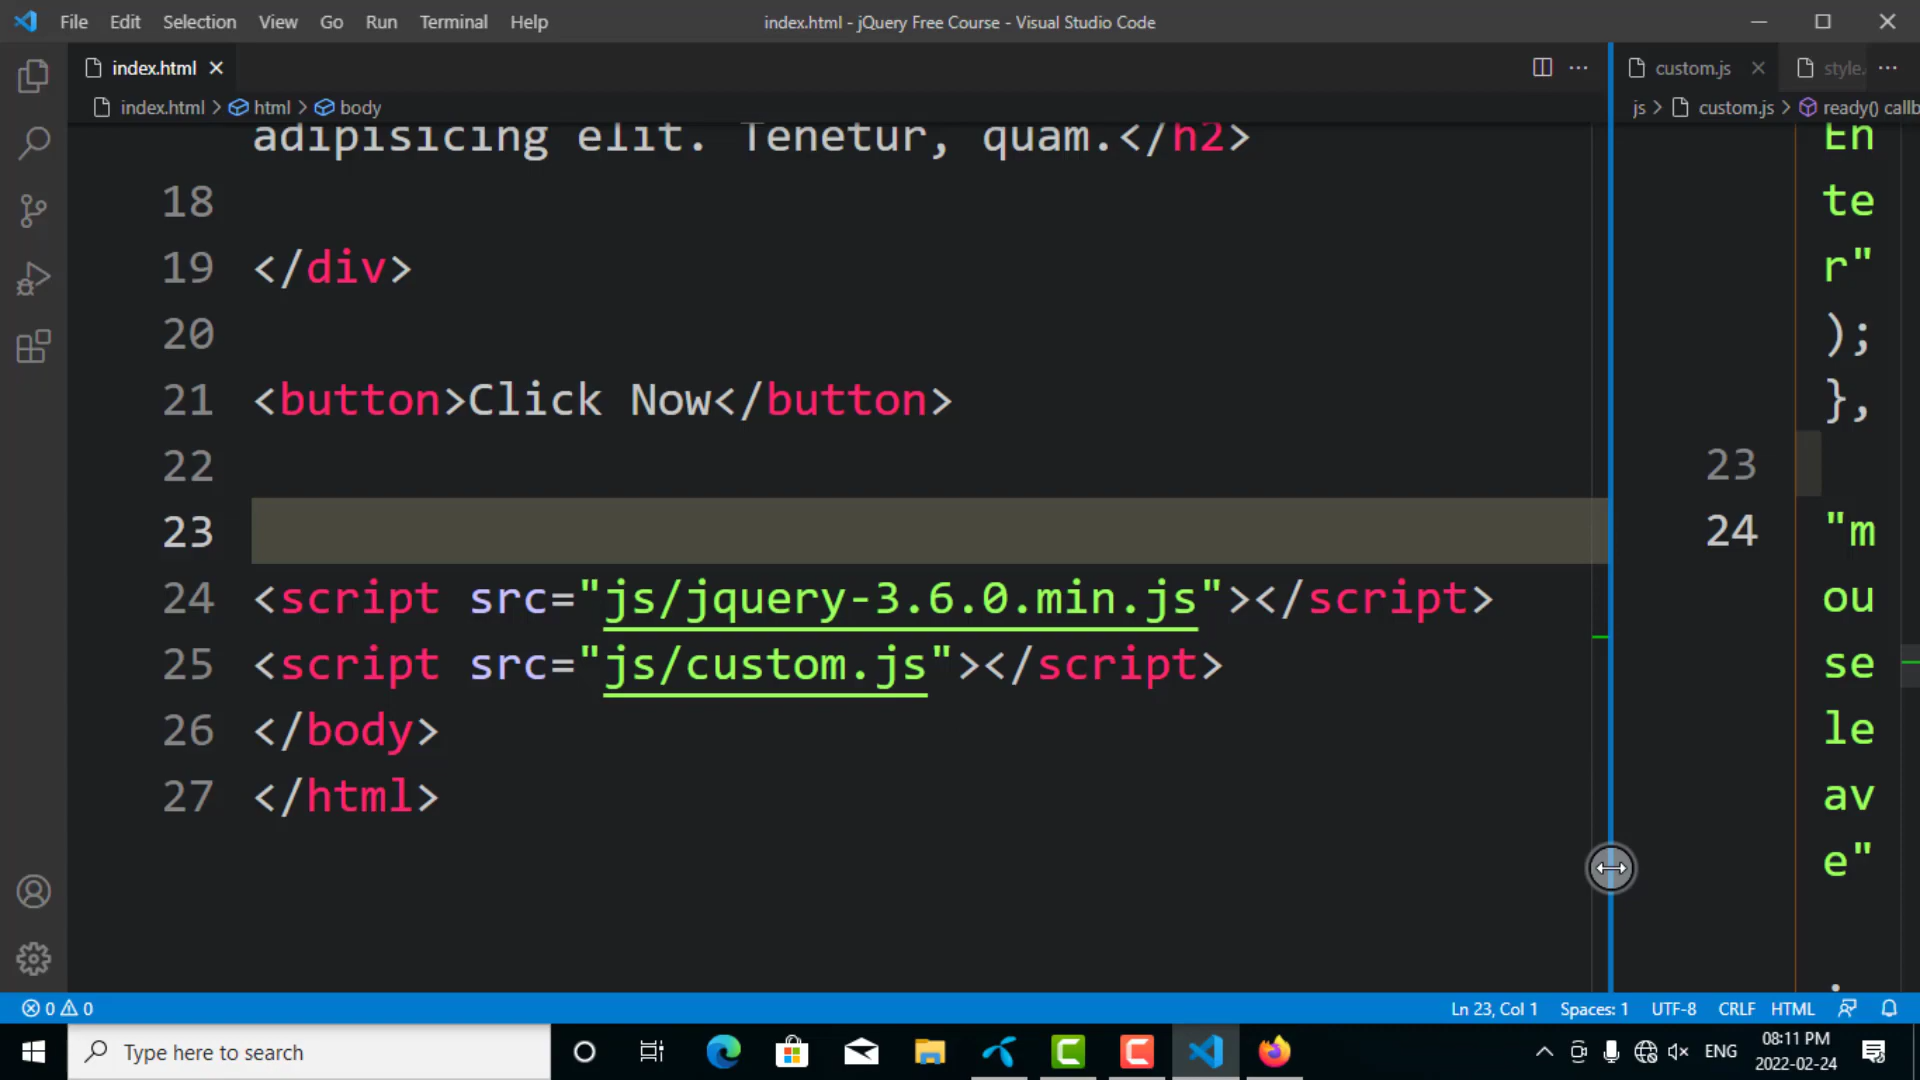 File Edit Selection View Go Run Terminal Help
index.html - jQuery Free Course - Visual Studio Code
index.html
index.html > html > body
adipisicing elit. Tenetur, quam.</h2>
18
19 </div>
20
21 <button>Click Now</button>
22
23
24 <script src="js/jquery-3.6.0.min.js"></script>
25 <script src="js/custom.js"></script>
26 </body>
27 </html>
custom.js style.
js > custom.js > ready() callb
En
te
r"
);
},
23
24 "m
ou
se
le
av
e"
0 0
Ln 23, Col 1 Spaces: 1 UTF-8 CRLF HTML
Type here to search
ENG
08:11 PM
2022-02-24